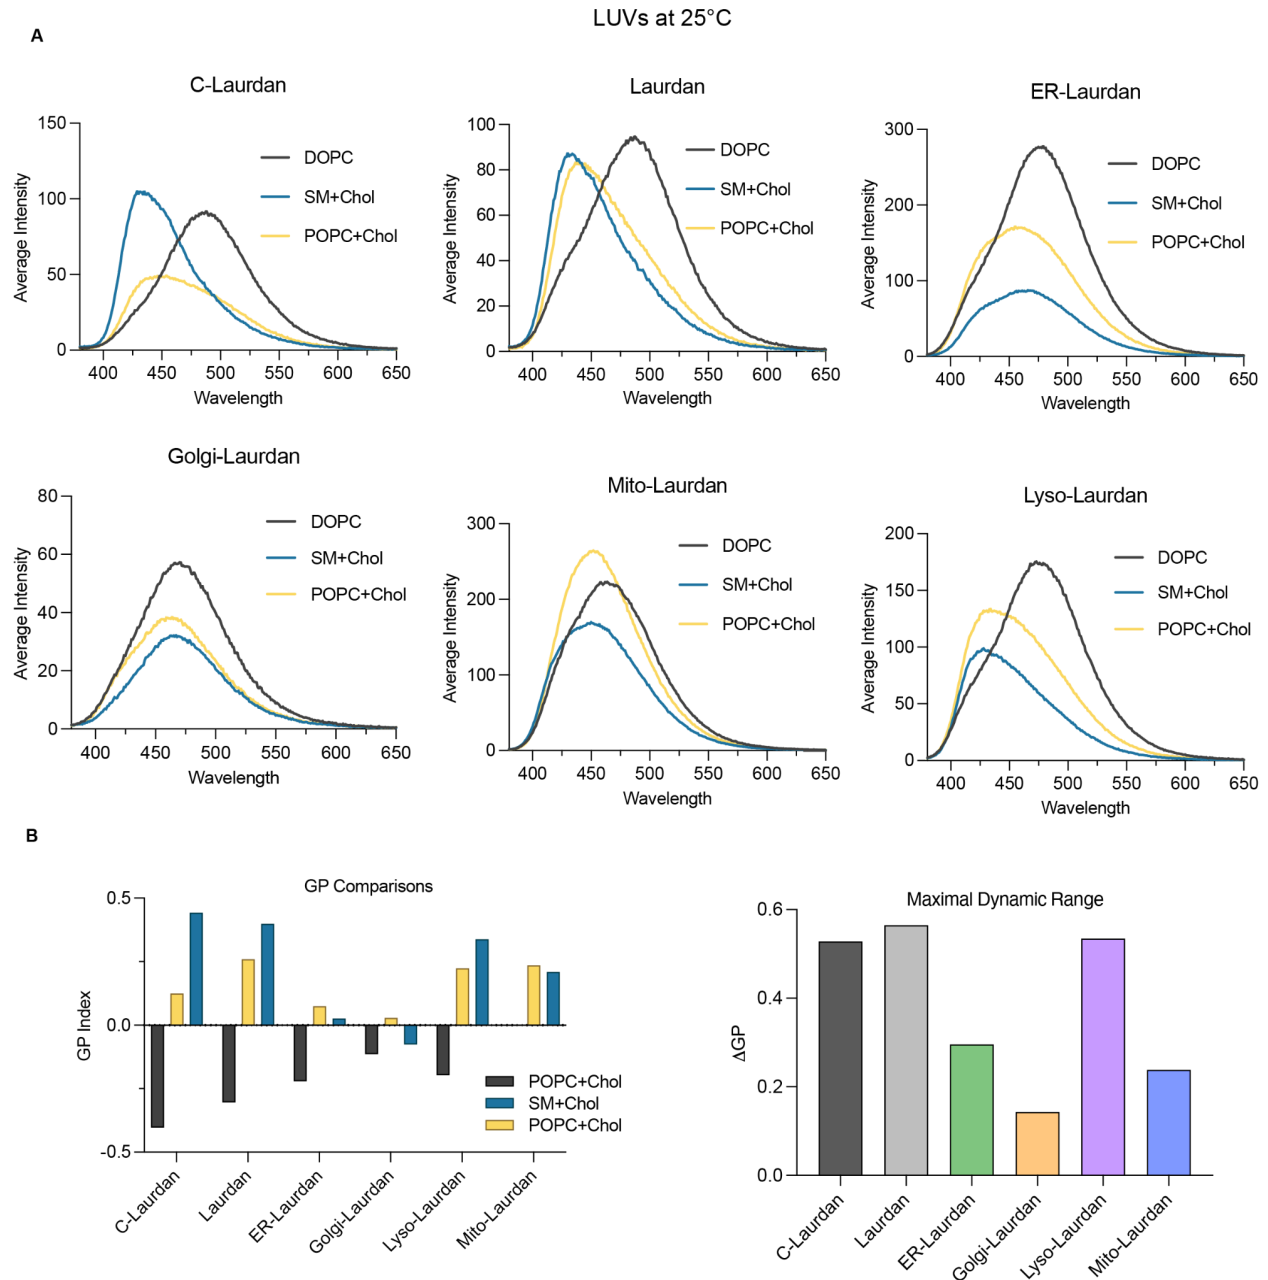 LUVs at 25°C
A
C-Laurdan
150
100
50
0
Average Intensity
400 450 500 550 600 650
Wavelength
DOPC
SM+Chol
POPC+Chol
Laurdan
100
80
60
40
20
0
Average Intensity
400 450 500 550 600 650
Wavelength
DOPC
SM+Chol
POPC+Chol
ER-Laurdan
300
200
100
0
Average Intensity
400 450 500 550 600 650
Wavelength
DOPC
SM+Chol
POPC+Chol
Golgi-Laurdan
80
60
40
20
0
Average Intensity
400 450 500 550 600 650
Wavelength
DOPC
SM+Chol
POPC+Chol
Mito-Laurdan
300
200
100
0
Average Intensity
400 450 500 550 600 650
Wavelength
DOPC
SM+Chol
POPC+Chol
Lyso-Laurdan
200
150
100
50
0
Average Intensity
400 450 500 550 600 650
Wavelength
DOPC
SM+Chol
POPC+Chol
B
GP Comparisons
0.5
0.0
-0.5
GP Index
POPC+Chol
SM+Chol
POPC+Chol
C-Laurdan
Laurdan
ER-Laurdan
Golgi-Laurdan
Lyso-Laurdan
Mito-Laurdan
Maximal Dynamic Range
0.6
0.4
0.2
0.0
ΔGP
C-Laurdan
Laurdan
ER-Laurdan
Golgi-Laurdan
Lyso-Laurdan
Mito-Laurdan